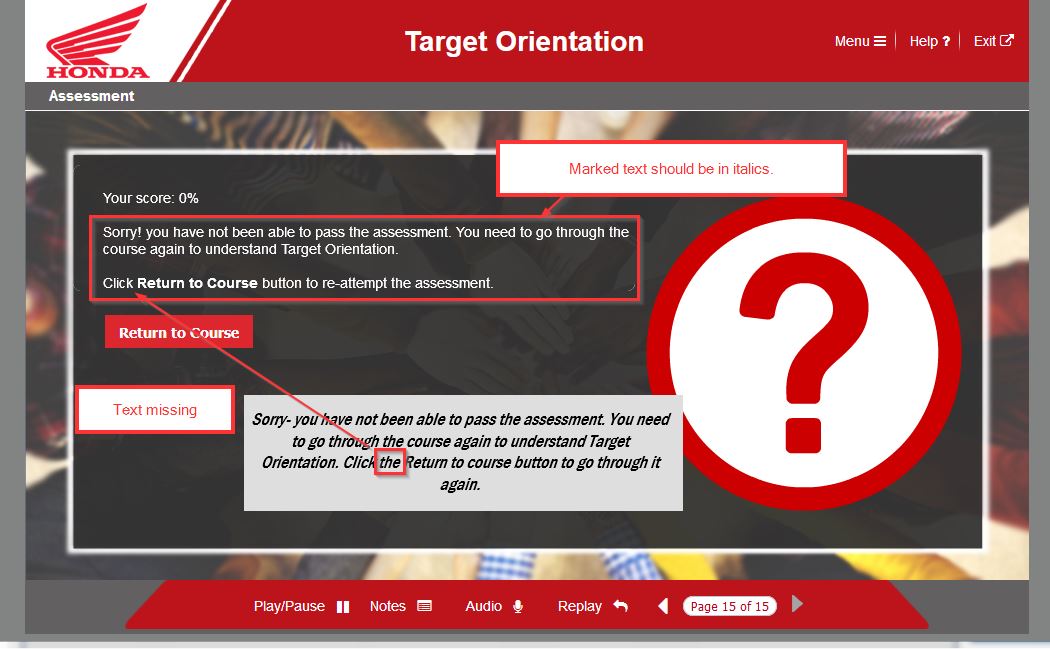 HONDA
Target Orientation
Menu
Help ?
Exit
Assessment
Marked text should be in italics.
Your score: 0%
Sorry! you have not been able to pass the assessment. You need to go through the
course again to understand Target Orientation.
Click Return to Course button to re-attempt the assessment.
Return to Course
Text missing
Sorry- you have not been able to pass the assessment. You need
to go through the course again to understand Target
Orientation. Click the Return to course button to go through it
again.
?
Play/Pause
Notes
Audio
Replay
Page 15 of 15